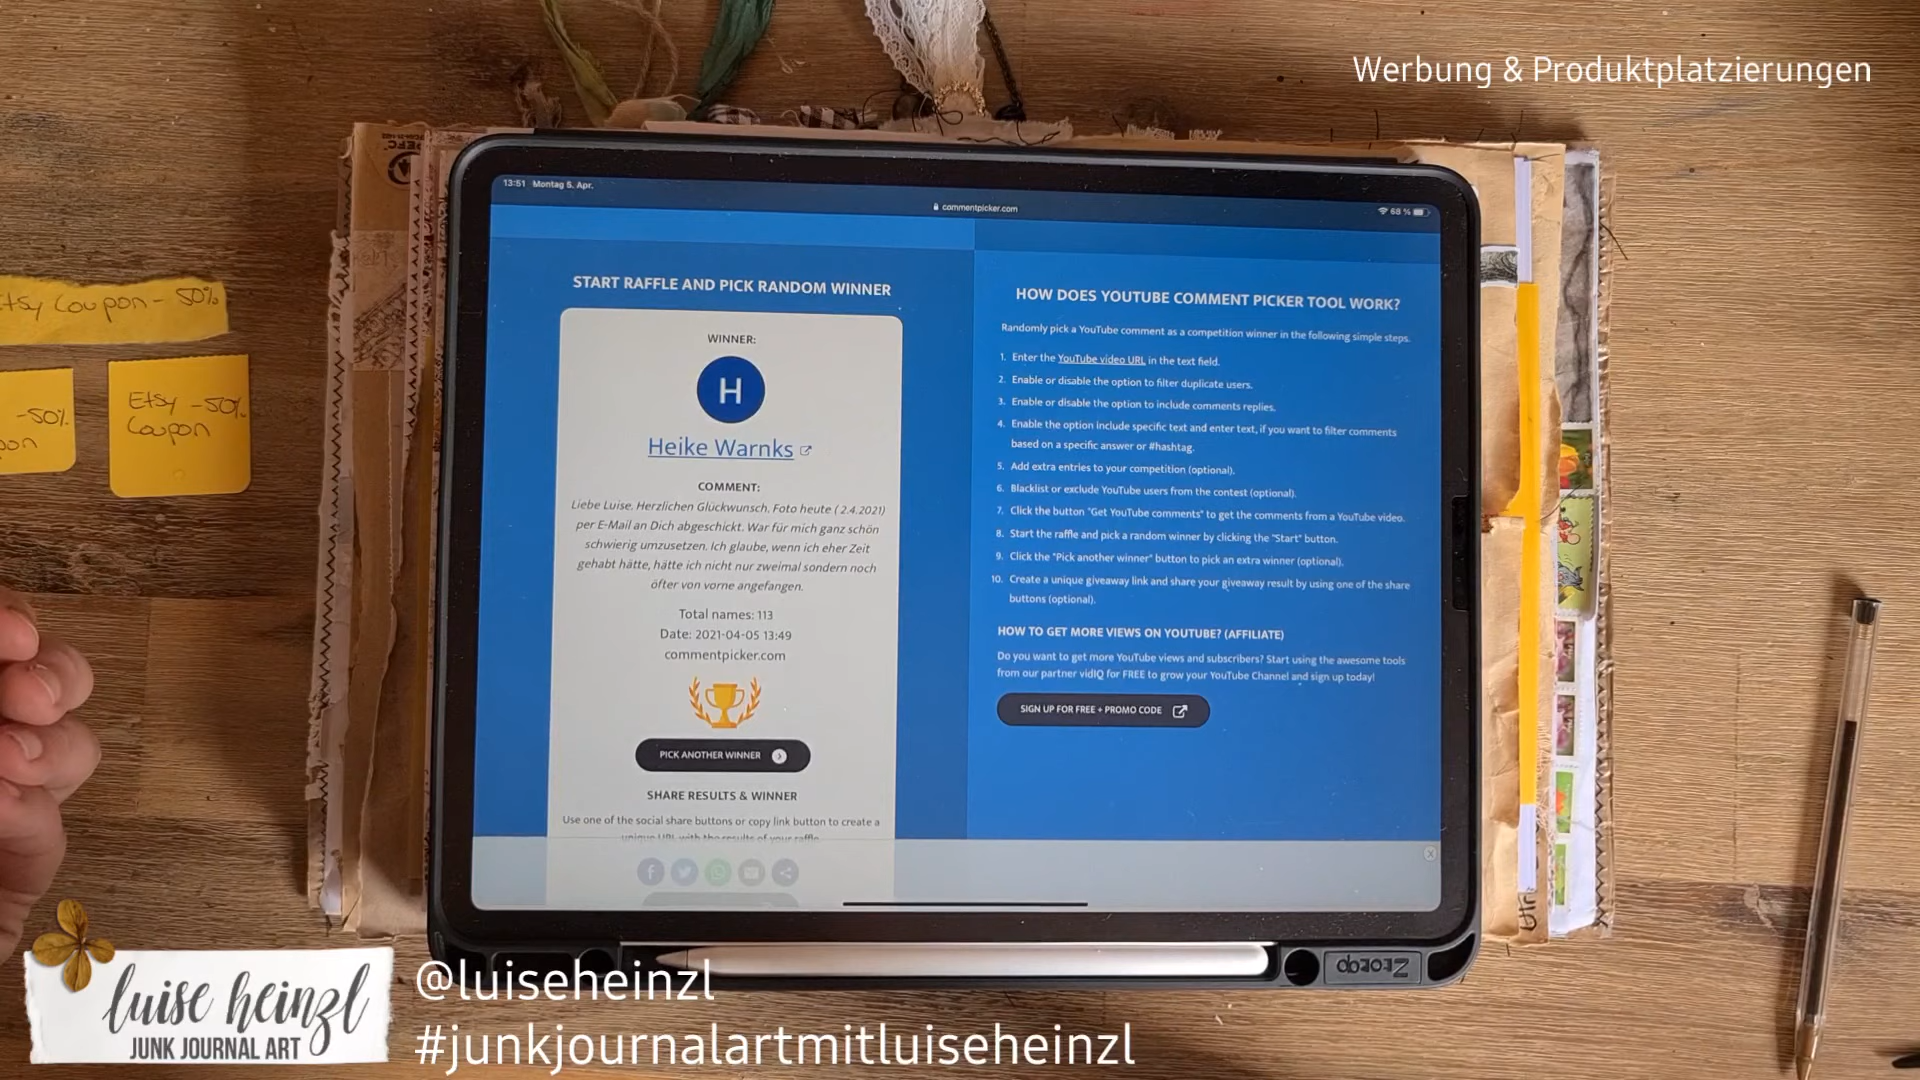 Werbung & Produktplatzierungen
13:51 Montag 5. Apr.
commentpicker.com
68 %
START RAFFLE AND PICK RANDOM WINNER
WINNER:
H
Heike Warnks
COMMENT:
Liebe Luise. Herzlichen Glückwunsch. Foto heute ( 2.4.2021)
per E-Mail an Dich abgeschickt. War für mich ganz schön
schwierig umzusetzen. Ich glaube, wenn ich eher Zeit
gehabt hätte, hätte ich nicht nur zweimal sondern noch
öfter von vorne angefangen.
Total names: 113
Date: 2021-04-05 13:49
commentpicker.com
PICK ANOTHER WINNER
SHARE RESULTS & WINNER
Use one of the social share buttons or copy link button to create a
unique URL with the results of your raffle.
HOW DOES YOUTUBE COMMENT PICKER TOOL WORK?
Randomly pick a YouTube comment as a competition winner in the following simple steps.
1. Enter the YouTube video URL in the text field.
2. Enable or disable the option to filter duplicate users.
3. Enable or disable the option to include comments replies.
4. Enable the option include specific text and enter text, if you want to filter comments
based on a specific answer or #hashtag.
5. Add extra entries to your competition (optional).
6. Blacklist or exclude YouTube users from the contest (optional).
7. Click the button "Get YouTube comments" to get the comments from a YouTube video.
8. Start the raffle and pick a random winner by clicking the "Start" button.
9. Click the "Pick another winner" button to pick an extra winner (optional).
10. Create a unique giveaway link and share your giveaway result by using one of the share
buttons (optional).
HOW TO GET MORE VIEWS ON YOUTUBE? (AFFILIATE)
Do you want to get more YouTube views and subscribers? Start using the awesome tools
from our partner vidIQ for FREE to grow your YouTube Channel and sign up today!
SIGN UP FOR FREE + PROMO CODE
Etsy Coupon - 50%
-50%
pon
Etsy -50%
Coupon
Ztotop
luise heinzl
JUNK JOURNAL ART
@luiseheinzl
#junkjournalartmitluiseheinzl